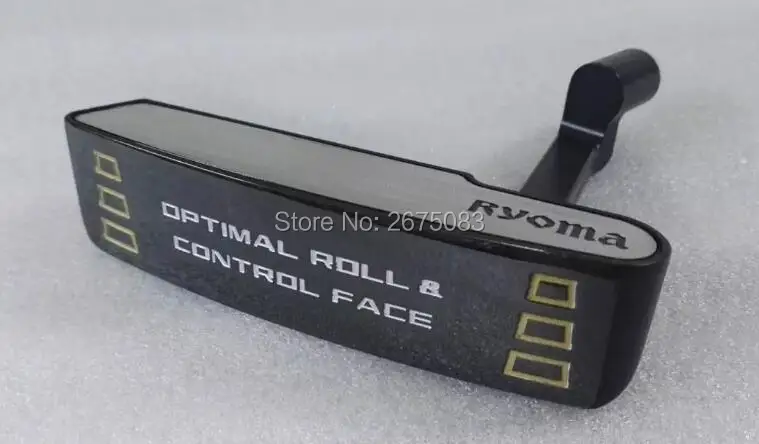 Ryoma
Store No: 2675083
OPTIMAL ROLL &
CONTROL FACE